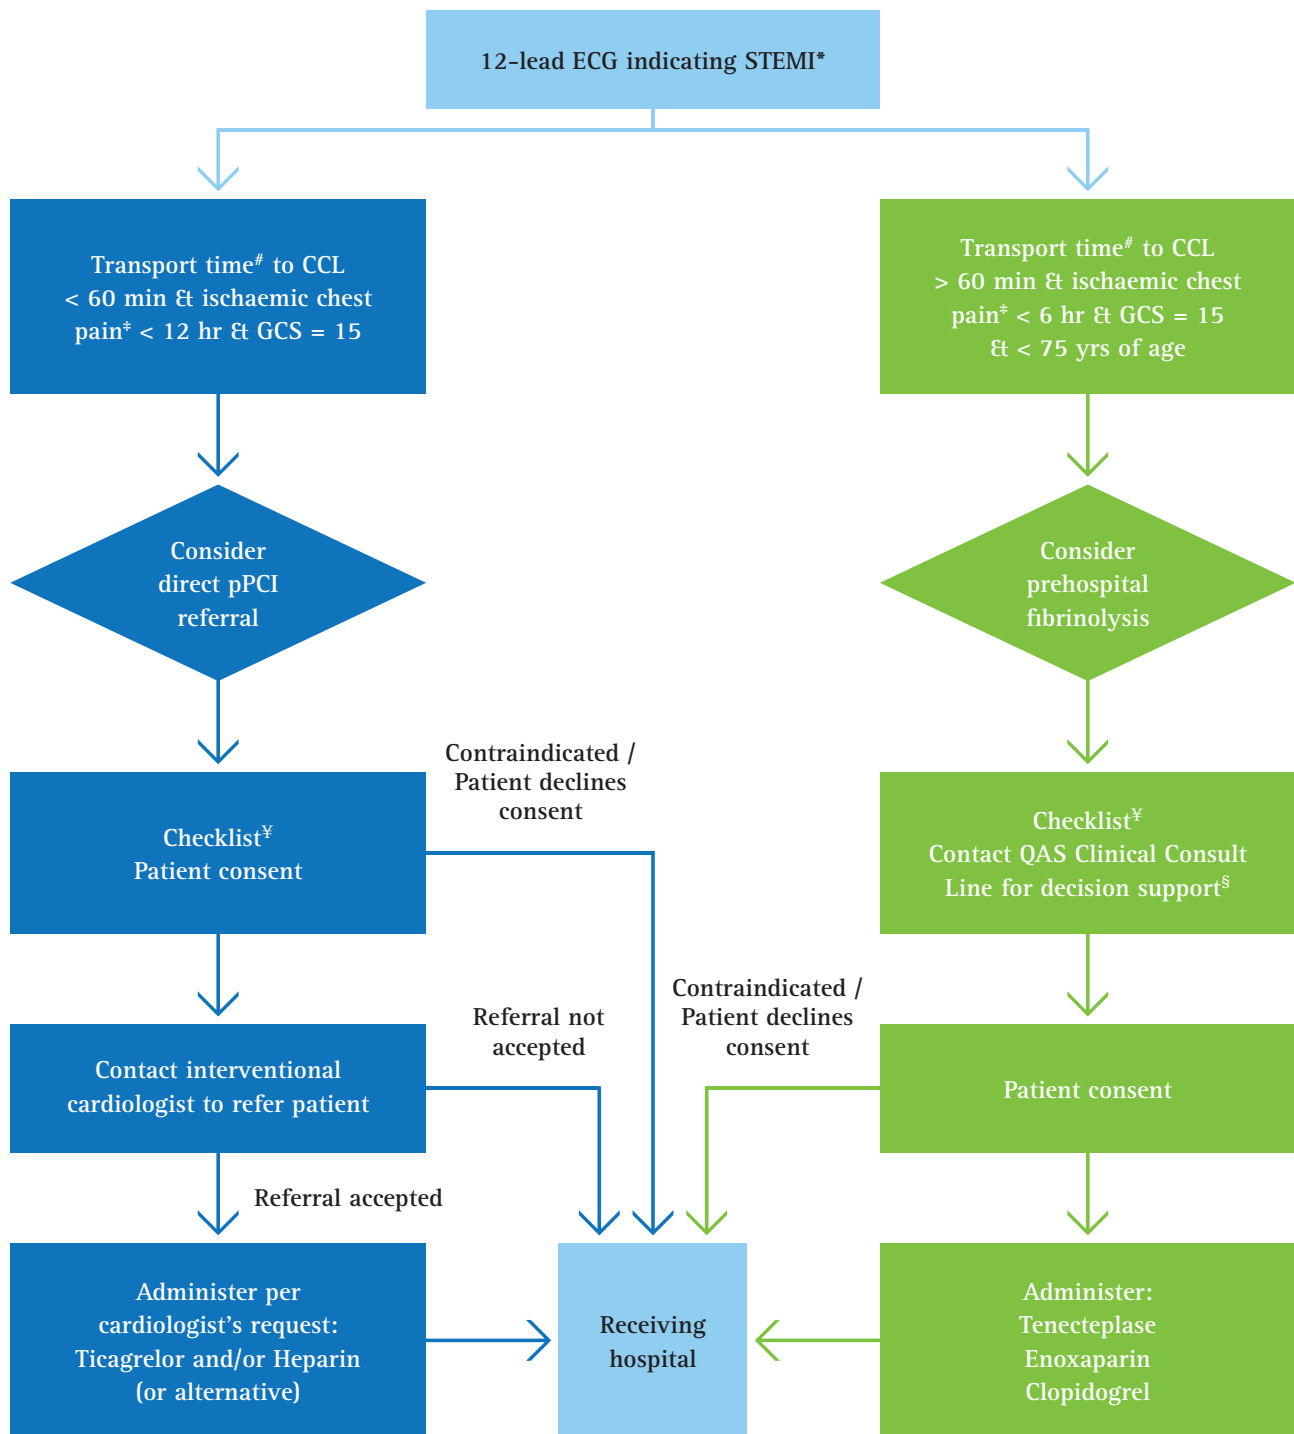 12-lead ECG indicating STEMI*
Transport time# to CCL
< 60 min & ischaemic chest
pain‡ < 12 hr & GCS = 15
Transport time# to CCL
> 60 min & ischaemic chest
pain‡ < 6 hr & GCS = 15
& < 75 yrs of age
Consider
direct pPCI
referral
Consider
prehospital
fibrinolysis
Contraindicated /
Patient declines
consent
Checklist¥
Patient consent
Checklist¥
Contact QAS Clinical Consult
Line for decision support§
Referral not
accepted
Contraindicated /
Patient declines
consent
Contact interventional
cardiologist to refer patient
Patient consent
Referral accepted
Administer per
cardiologist's request:
Ticagrelor and/or Heparin
(or alternative)
Receiving
hospital
Administer:
Tenecteplase
Enoxaparin
Clopidogrel